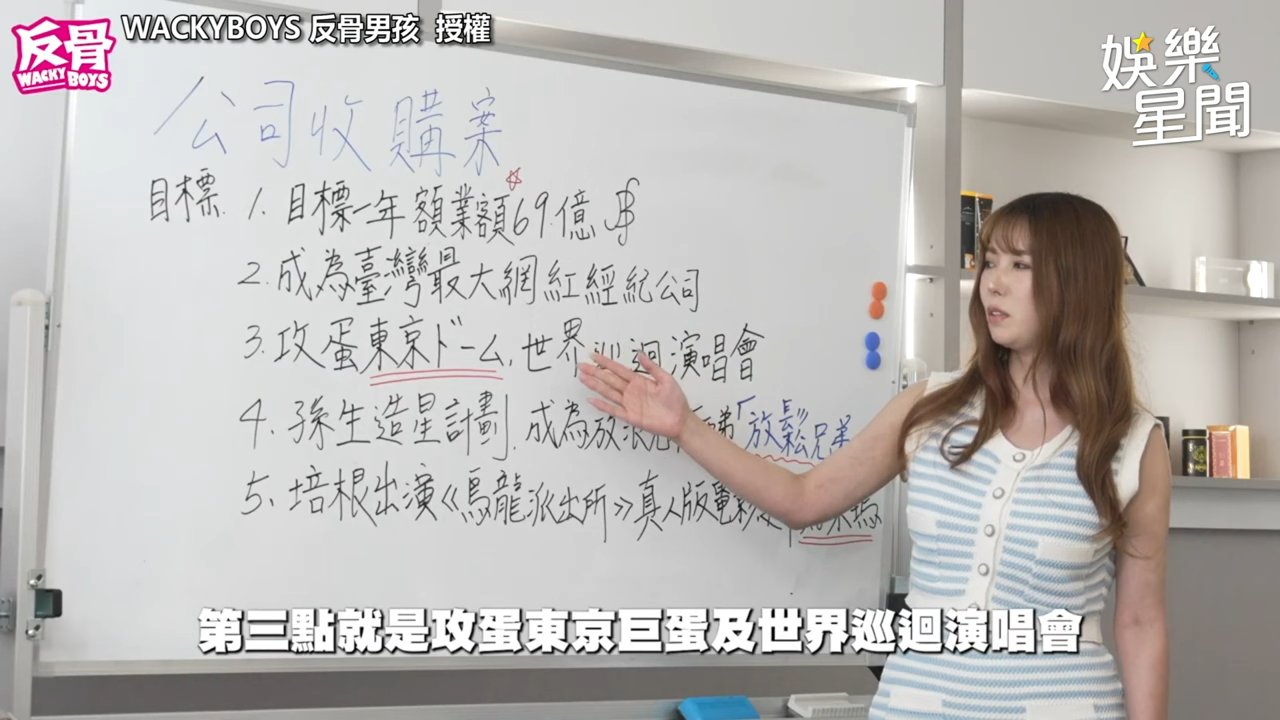 反骨
WACKY BOYS
WACKYBOYS 反骨男孩 授權
娛樂
星聞
公司收購案
目標 1. 目標一年額業額69億
2. 成為臺灣最大網紅經紀公司
3. 攻蛋東京ドーム, 世界巡迴演唱會
4. 孫生造星計劃, 成為放浪兄弟「放鬆兄弟
5. 培根出演《烏龍派出所》真人版電影
第三點就是攻蛋東京巨蛋及世界巡迴演唱會